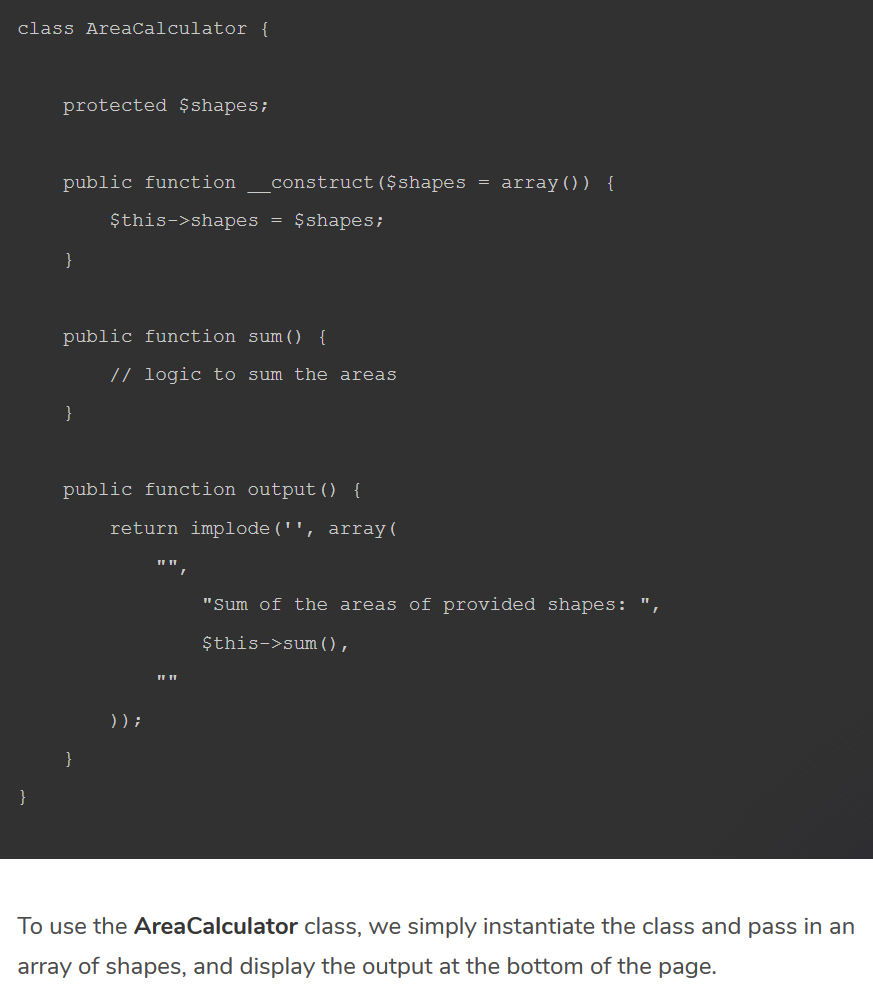 class AreaCalculator {
protected $shapes;
public function __construct($shapes = array()) {
$this->shapes = $shapes;
}
public function sum() {
// logic to sum the areas
}
public function output() {
return implode('', array(
"",
"Sum of the areas of provided shapes: ",
$this->sum(),
""
));
}
}
To use the AreaCalculator class, we simply instantiate the class and pass in an
array of shapes, and display the output at the bottom of the page.